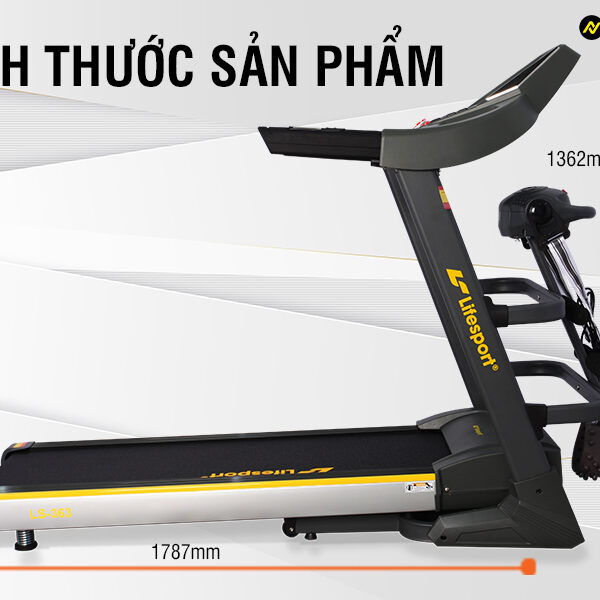 H THƯỚC SẢN PHẨM
1362m
Lifesport®
Lifesport®
LS-363
1787mm